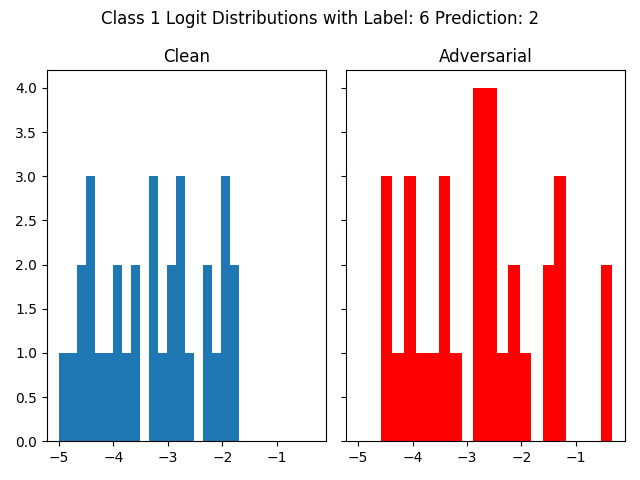 Class 1 Logit Distributions with Label: 6 Prediction: 2
Clean
Adversarial
4.0
3.5
3.0
2.5
2.0
1.5
1.0
0.5
0.0
−5 −4 −3 −2 −1
−5 −4 −3 −2 −1